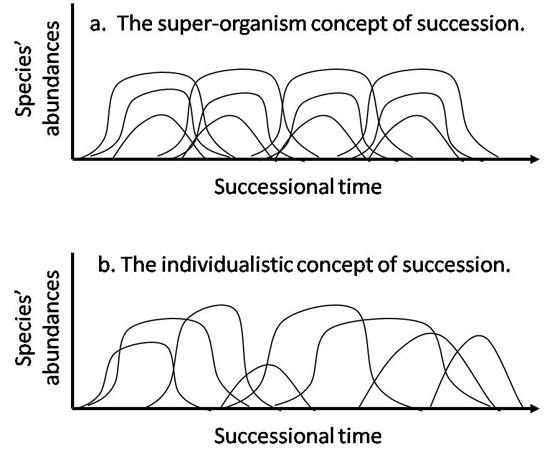 a. The super-organism concept of succession.
Species'
abundances
Successional time
b. The individualistic concept of succession.
Species'
abundances
Successional time